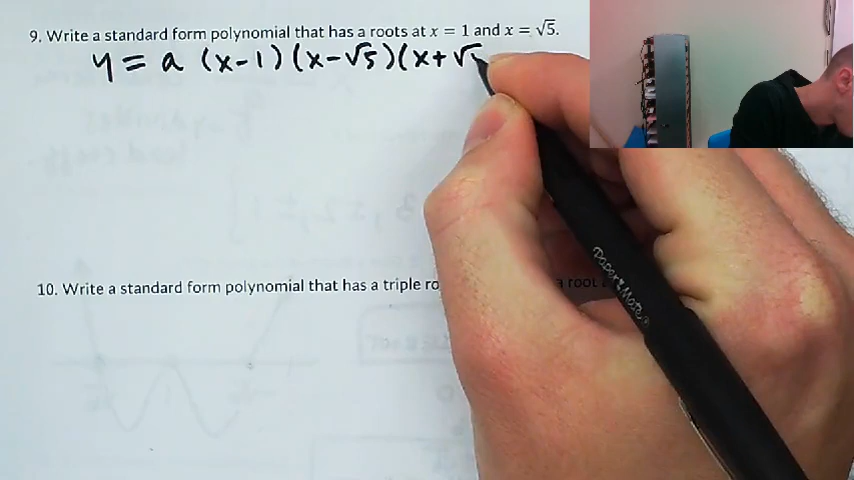 9. Write a standard form polynomial that has a roots at x = 1 and x = √5.
y = a (x-1)(x-√5)(x+√5
10. Write a standard form polynomial that has a triple ro a root
Paper Mate